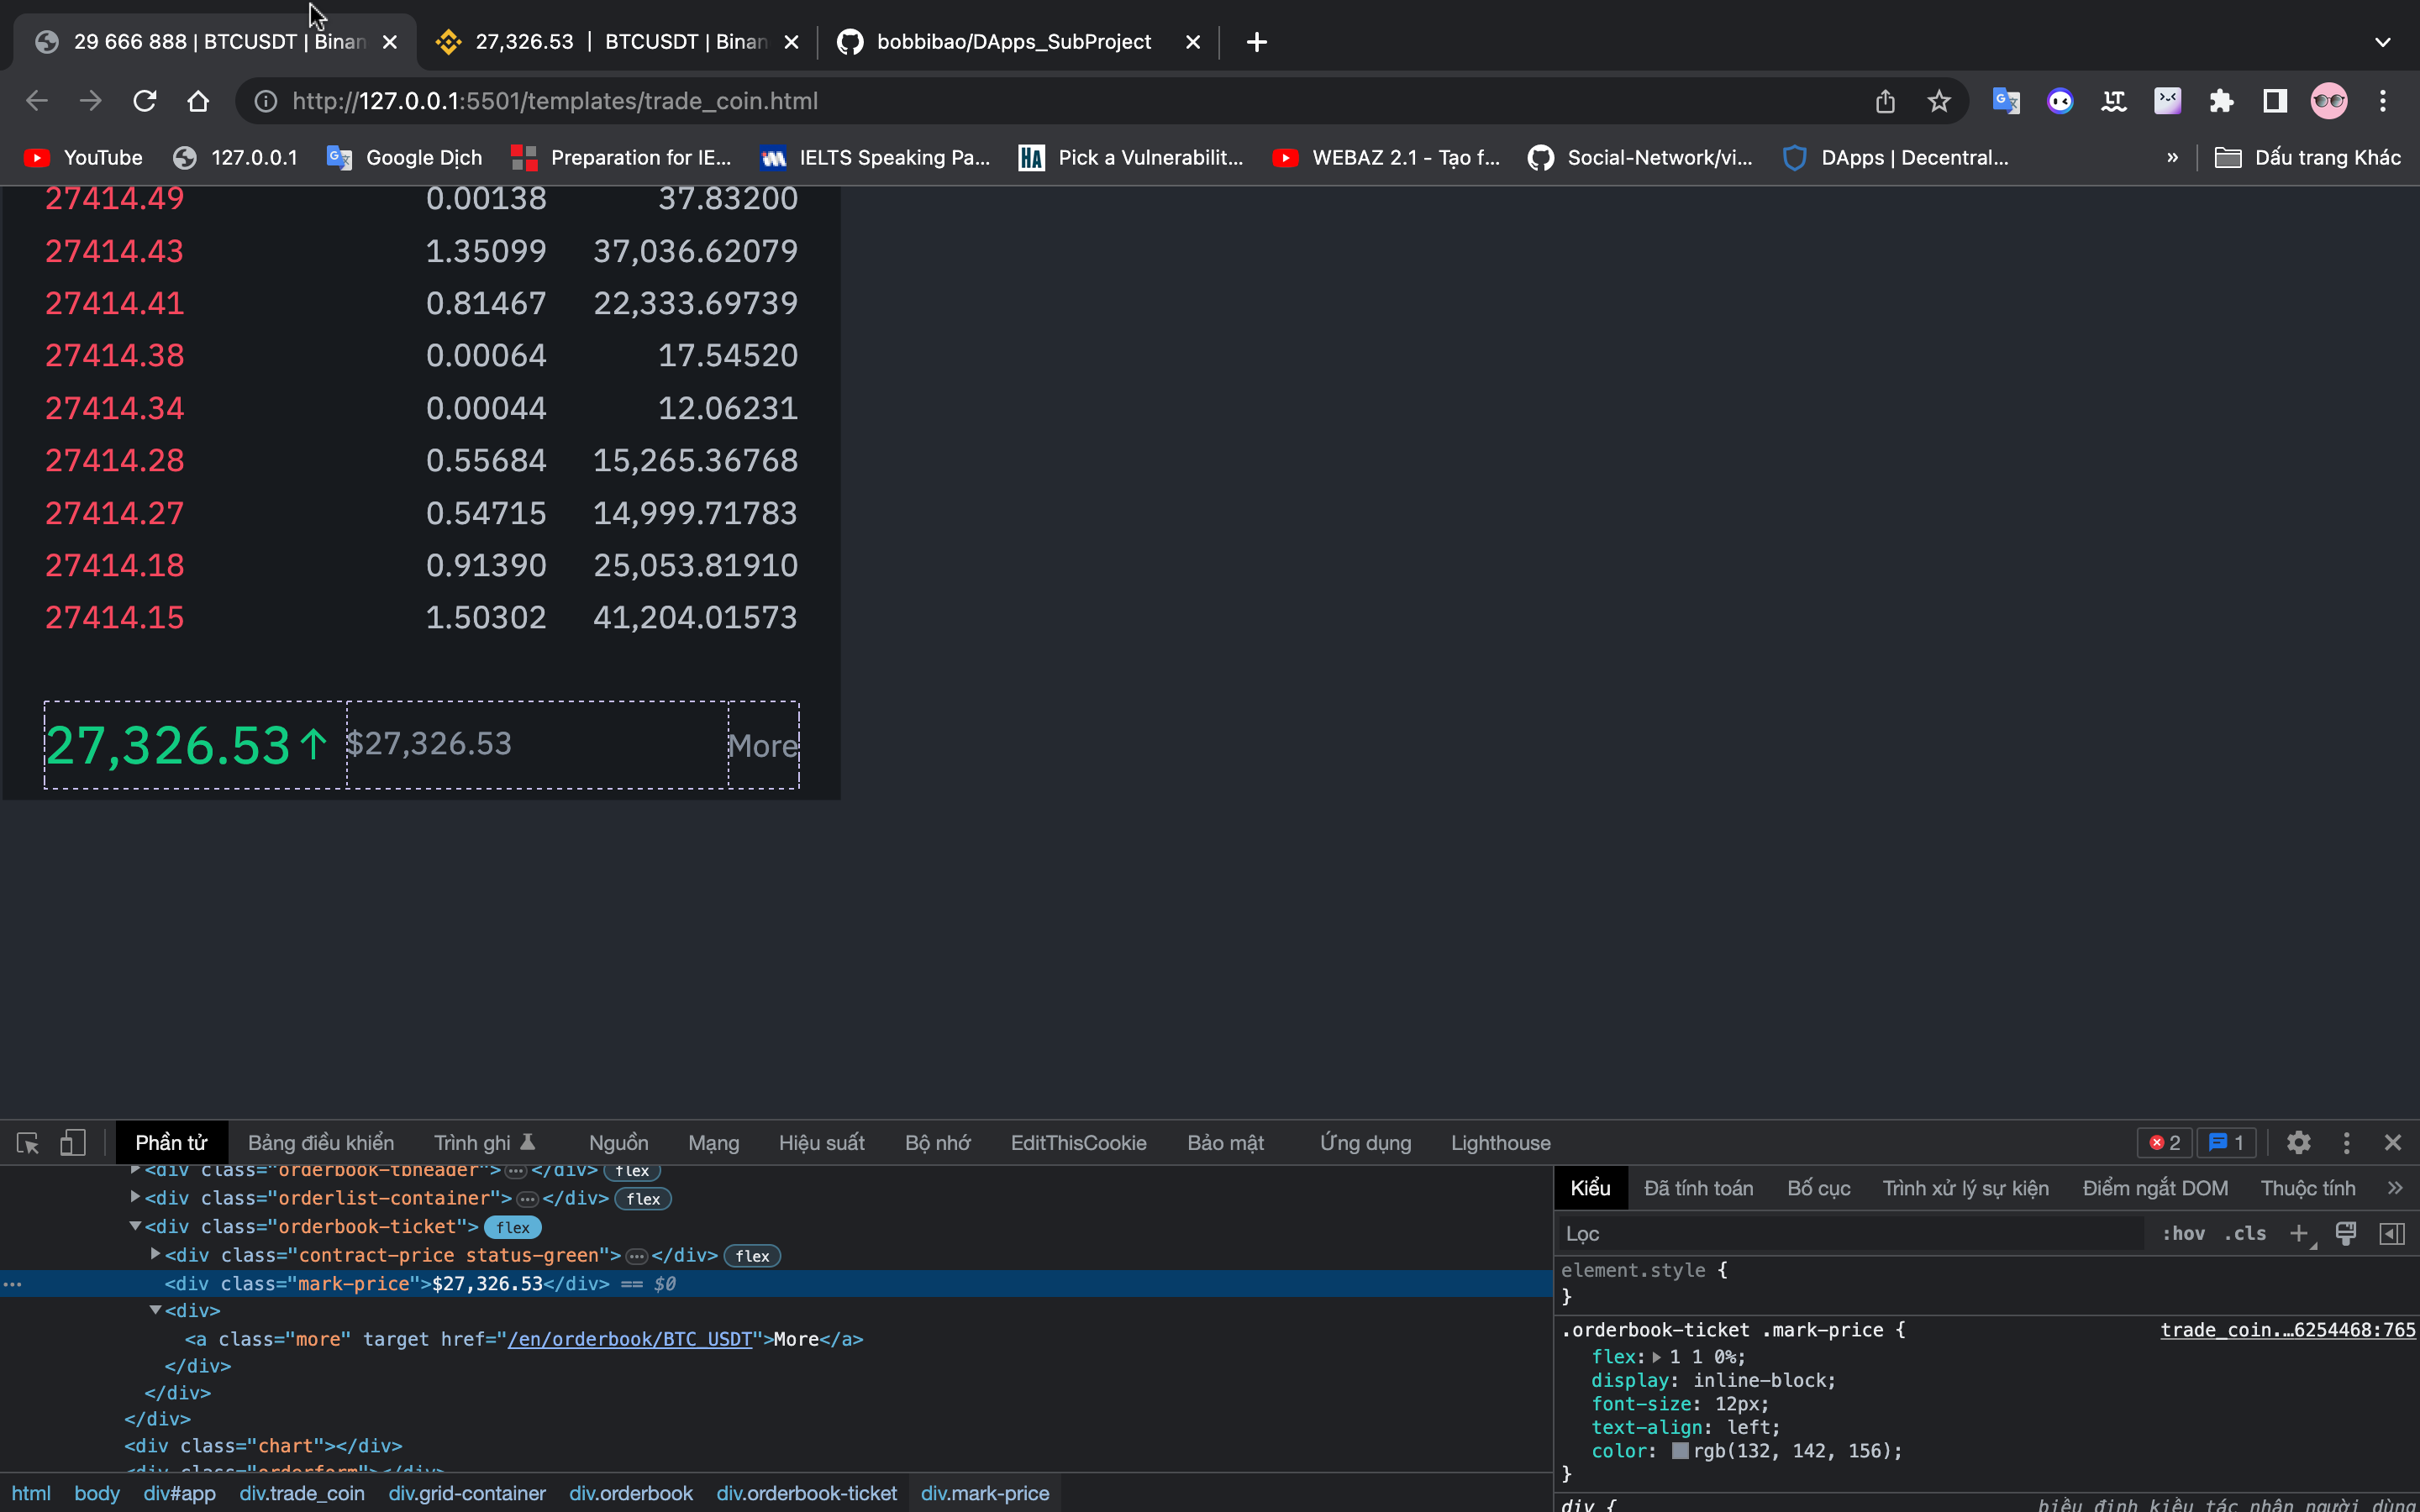 29 666 888 | BTCUSDT | Binan
27,326.53 | BTCUSDT | Binan
bobbibao/DApps_SubProject
http://127.0.0.1:5501/templates/trade_coin.html
YouTube
127.0.0.1
Google Dịch
Preparation for IE...
IELTS Speaking Pa...
Pick a Vulnerabilit...
WEBAZ 2.1 - Tạo f...
Social-Network/vi...
DApps | Decentral...
»
Dấu trang Khác
27414.49 0.00138 37.83200
27414.43 1.35099 37,036.62079
27414.41 0.81467 22,333.69739
27414.38 0.00064 17.54520
27414.34 0.00044 12.06231
27414.28 0.55684 15,265.36768
27414.27 0.54715 14,999.71783
27414.18 0.91390 25,053.81910
27414.15 1.50302 41,204.01573
27,326.53↑ $27,326.53 More
Phần tử Bảng điều khiển Trình ghi Nguồn Mạng Hiệu suất Bộ nhớ EditThisCookie Bảo mật Ứng dụng Lighthouse 2 1
<div class="orderbook-tbheader">…</div> flex
<div class="orderlist-container">…</div> flex
<div class="orderbook-ticket"> flex
<div class="contract-price status-green">…</div> flex
<div class="mark-price">$27,326.53</div> == $0
<div>
<a class="more" target href="/en/orderbook/BTC_USDT">More</a>
</div>
</div>
</div>
<div class="chart"></div>
<div class="orderform"></div>
html body div#app div.trade_coin div.grid-container div.orderbook div.orderbook-ticket div.mark-price
Kiểu Đã tính toán Bố cục Trình xử lý sự kiện Điểm ngắt DOM Thuộc tính »
Lọc :hov .cls
element.style {
}
.orderbook-ticket .mark-price { trade_coin.…6254468:765
flex: 1 1 0%;
display: inline-block;
font-size: 12px;
text-align: left;
color: rgb(132, 142, 156);
}
div { biểu định kiểu tác nhân người dùng